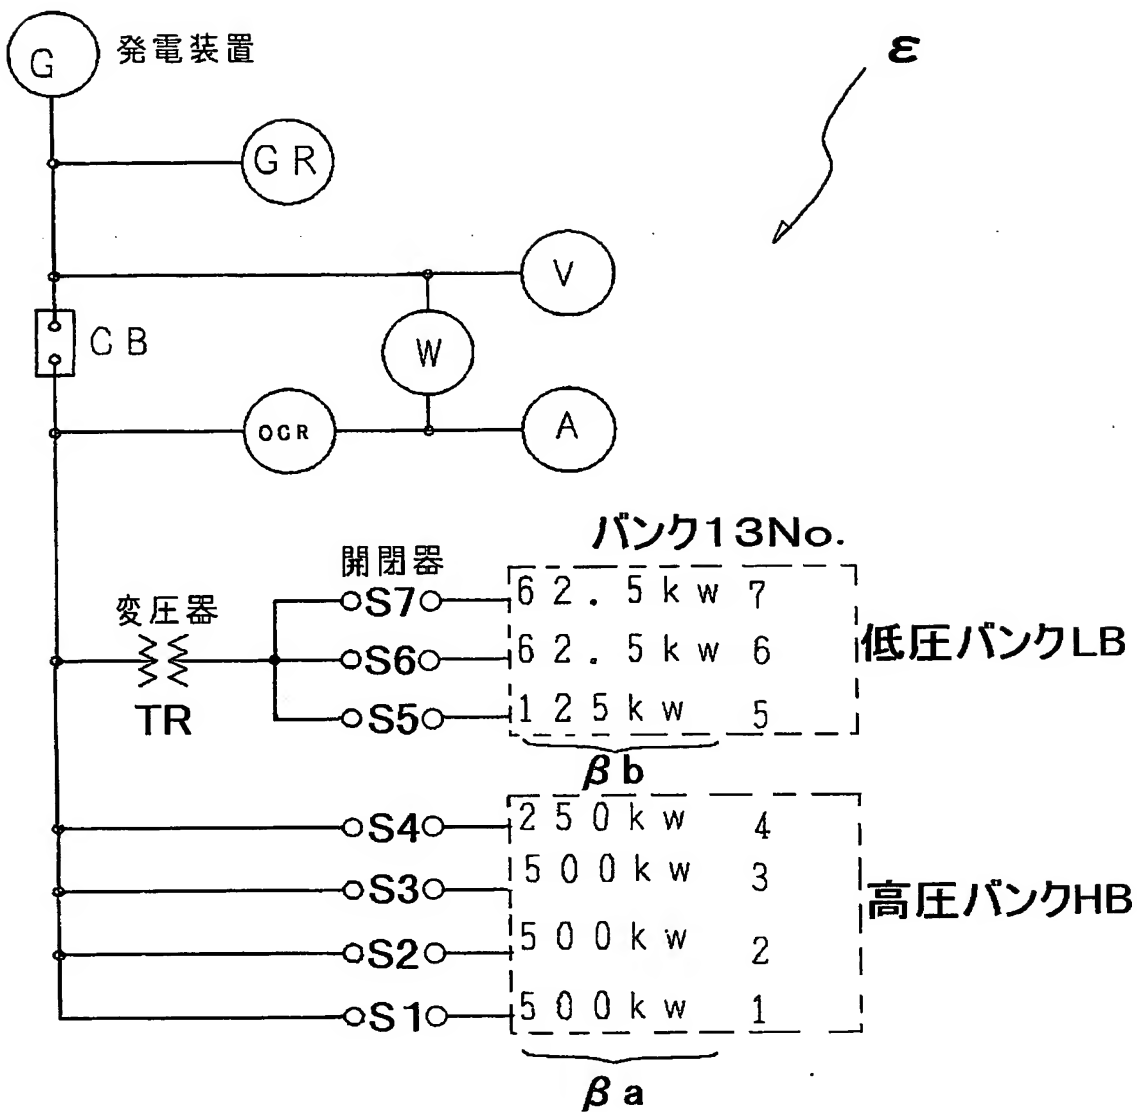 G 発電装置
ε
GR
V
CB
W
OCR
A
バンク13No.
開閉器
S7 62.5kw 7
変圧器
S6 62.5kw 6
低圧バンクLB
TR
S5 125kw 5
βb
S4 250kw 4
S3 500kw 3
高圧バンクHB
S2 500kw 2
S1 500kw 1
βa